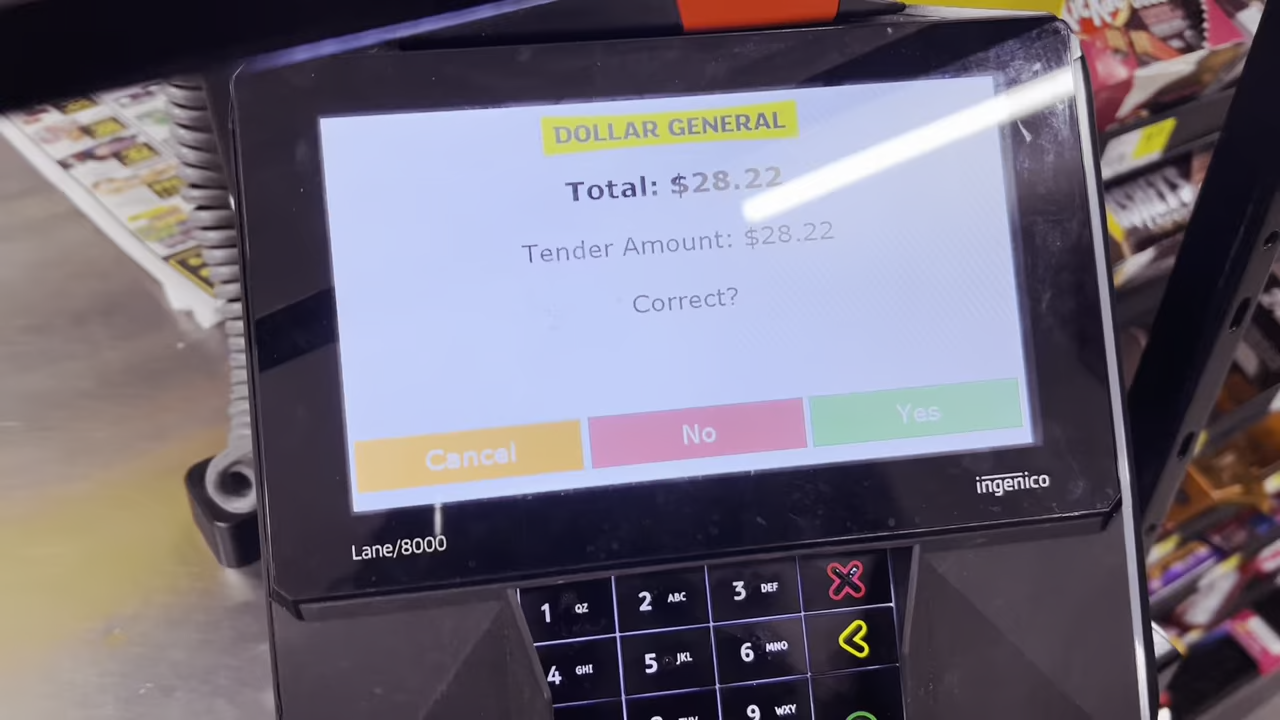 DOLLAR GENERAL
Total: $28.22
Tender Amount: $28.22
Correct?
Cancel No Yes
ingenico
Lane/8000
1 QZ 2 ABC 3 DEF
4 GHI 5 JKL 6 MNO
9 WXY